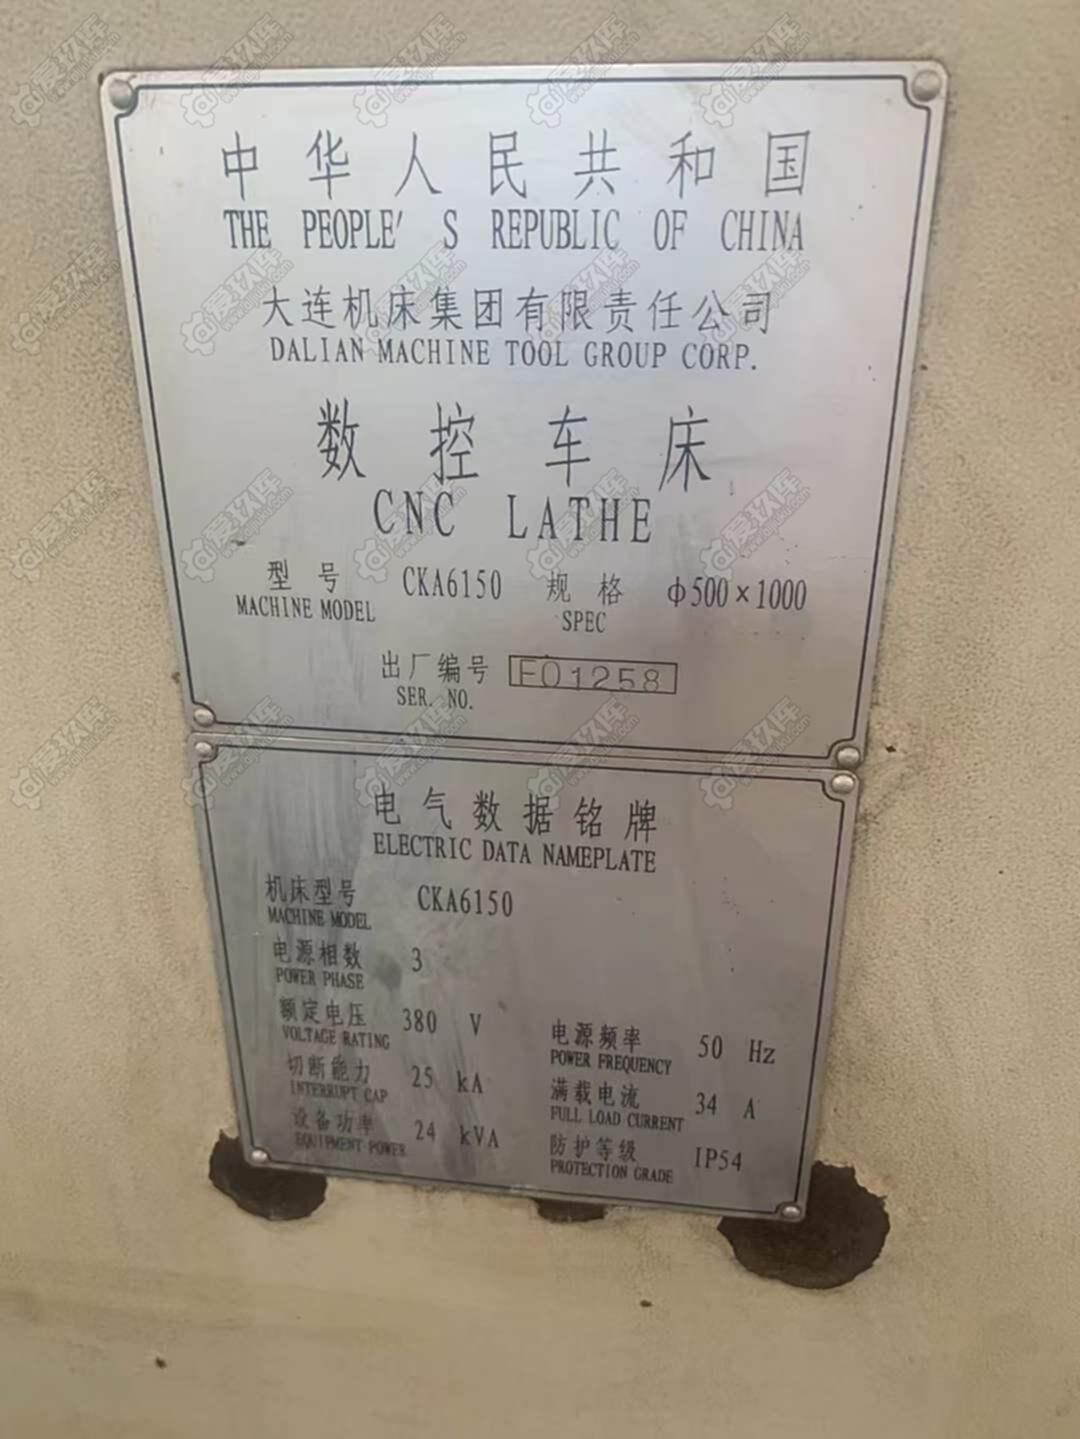 中华人民共和国
THE PEOPLE'S REPUBLIC OF CHINA
大连机床集团有限责任公司
DALIAN MACHINE TOOL GROUP CORP.
数控车床
CNC LATHE
型号 CKA6150 规格 φ500×1000
MACHINE MODEL SPEC
出厂编号 F01258
SER. NO.
电气数据铭牌
ELECTRIC DATA NAMEPLATE
机床型号 CKA6150
MACHINE MODEL
电源相数 3
POWER PHASE
额定电压 380 V 电源频率 50 Hz
VOLTAGE RATING POWER FREQUENCY
切断能力 25 kA 满载电流 34 A
INTERRUPT CAP FULL LOAD CURRENT
设备功率 24 kVA 防护等级 IP54
EQUIPMENT POWER PROTECTION GRADE
爱玖库